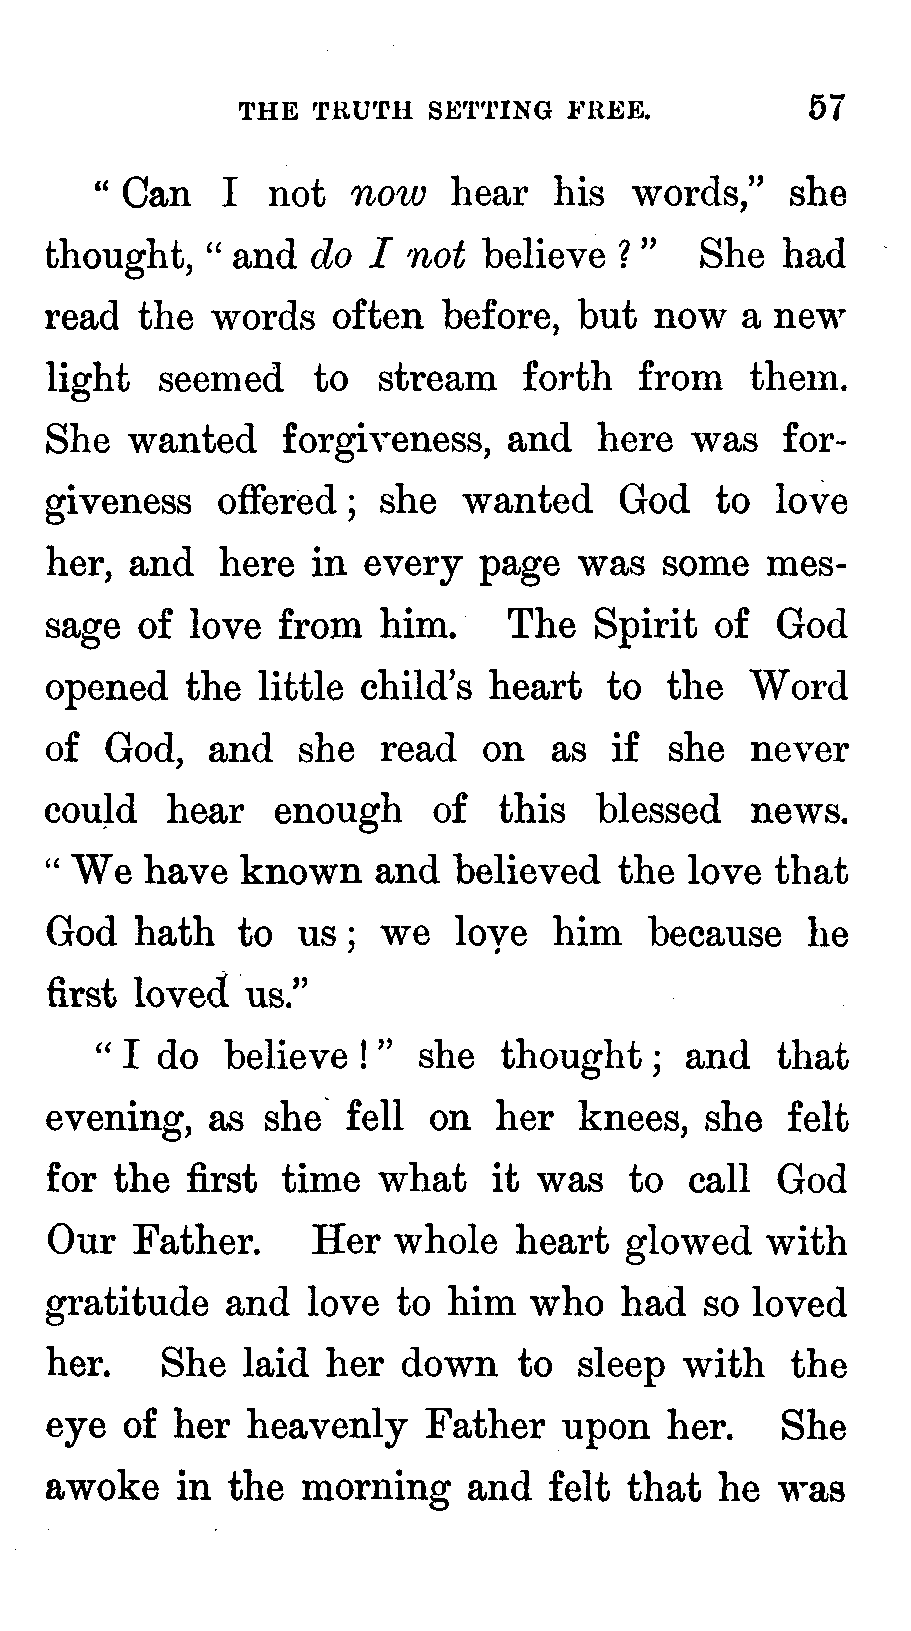 THE TRUTH SETTING FREE. 57
" Can I not now hear his words," she
thought, " and do I not believe ? " She had
read the words often before, but now a new
light seemed to stream forth from them.
She wanted forgiveness, and here was for-
giveness offered ; she wanted God to love
her, and here in every page was some mes-
sage of love from him. The Spirit of God
opened the little child's heart to the Word
of God, and she read on as if she never
could hear enough of this blessed news.
" We have known and believed the love that
God hath to us ; we love him because he
first loved us."
" I do believe ! " she thought ; and that
evening, as she fell on her knees, she felt
for the first time what it was to call God
Our Father. Her whole heart glowed with
gratitude and love to him who had so loved
her. She laid her down to sleep with the
eye of her heavenly Father upon her. She
awoke in the morning and felt that he was